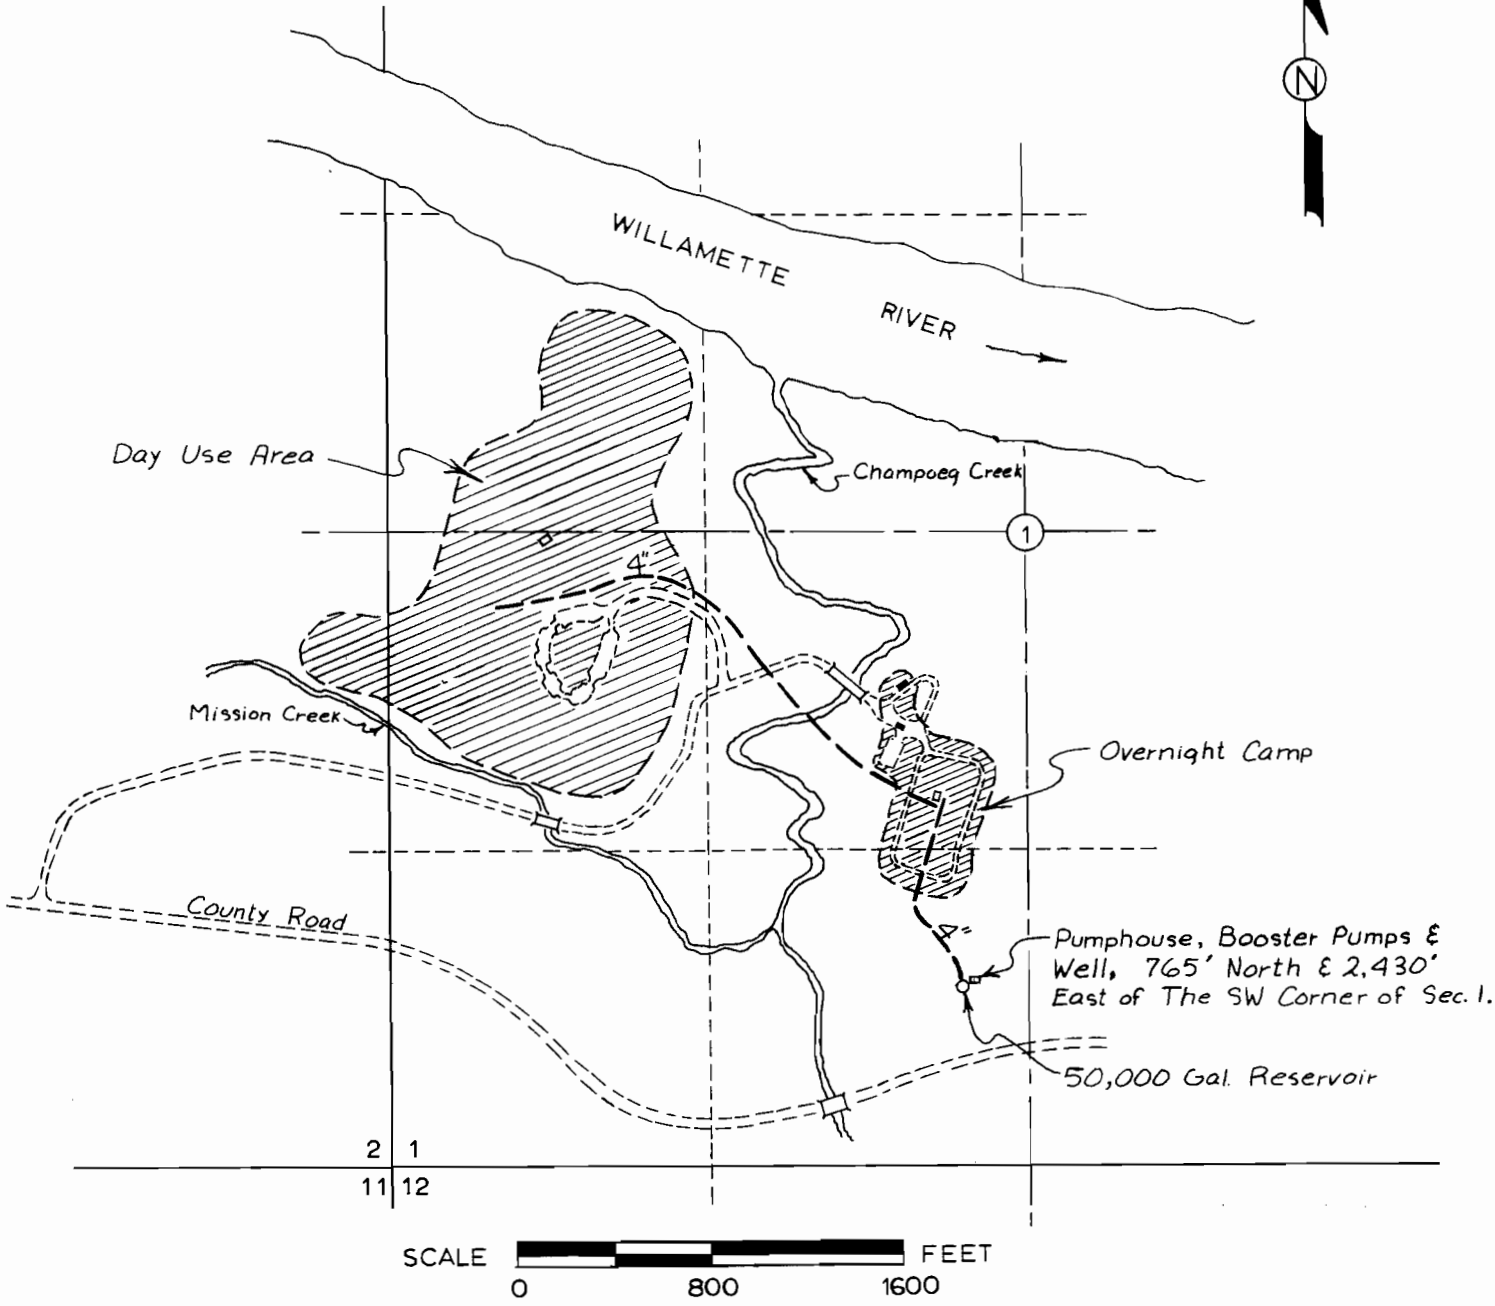 N
WILLAMETTE
RIVER
Day Use Area
Champoeg Creek
1
4"
Mission Creek
Overnight Camp
County Road
4"
Pumphouse, Booster Pumps &
Well, 765' North & 2,430'
East of The SW Corner of Sec. 1.
50,000 Gal. Reservoir
2 1
11 12
SCALE FEET
0 800 1600